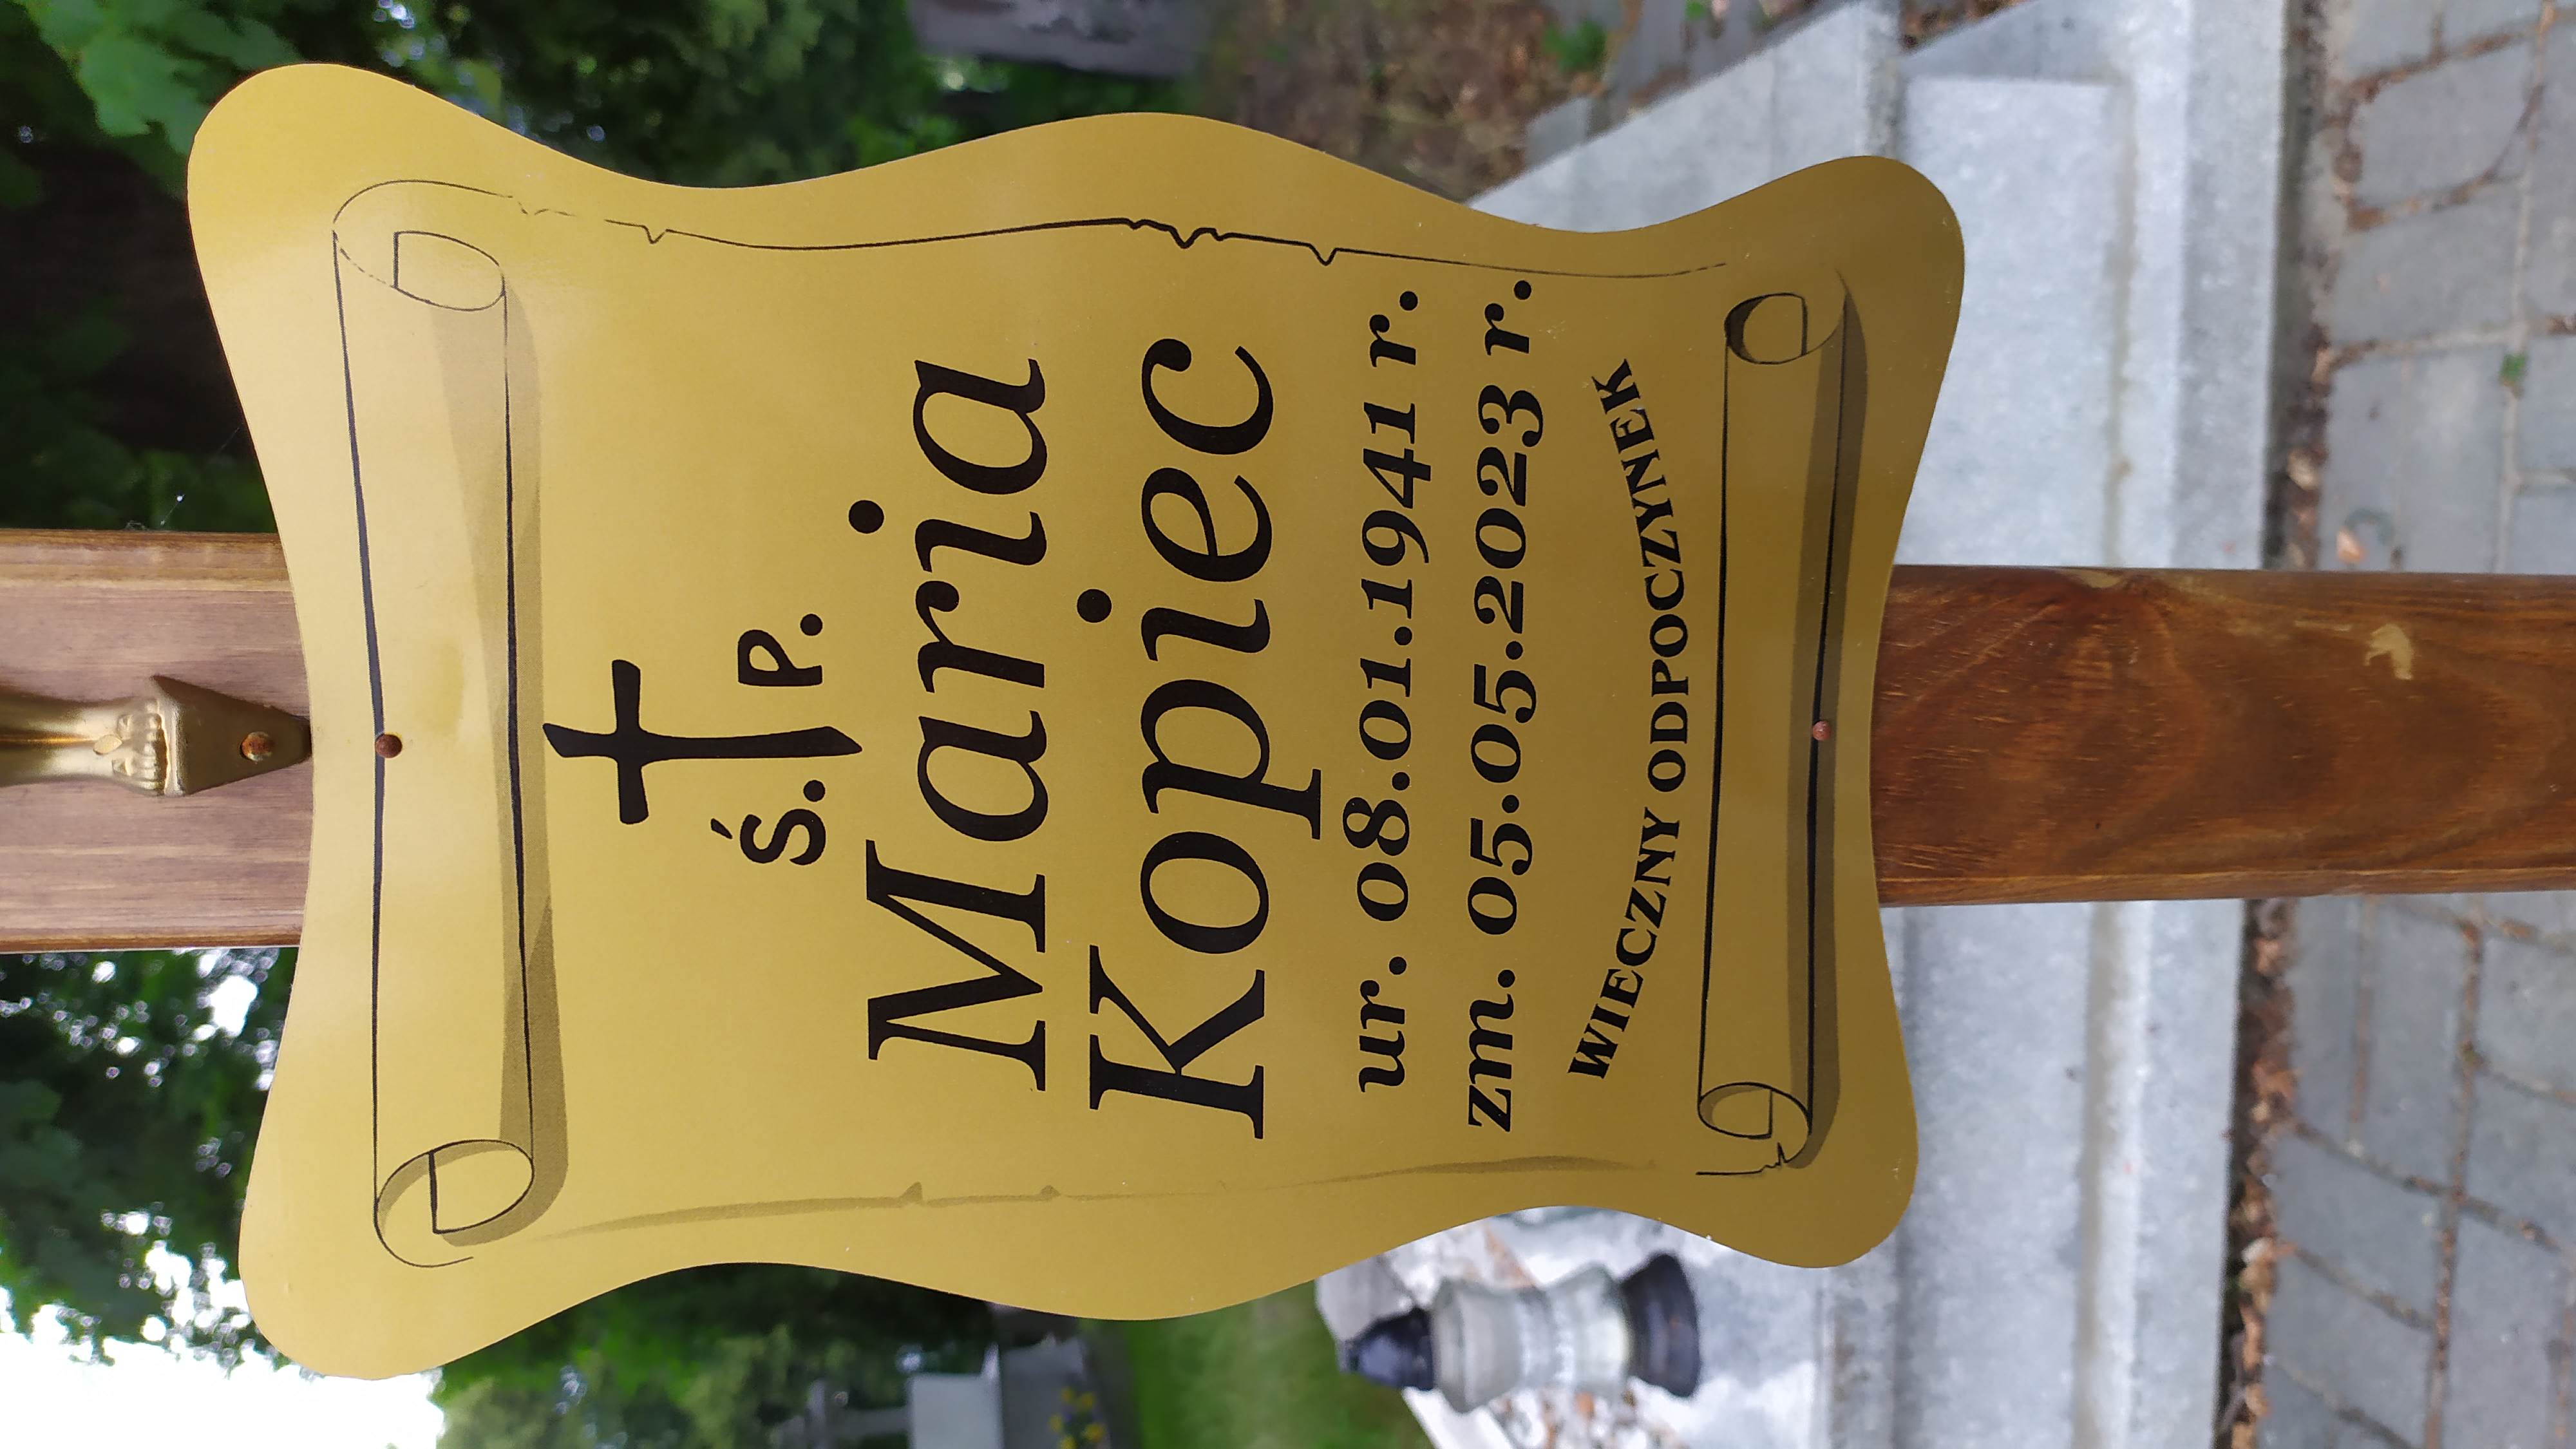 Ś. P.
Maria
Kopiec
ur. 08.01.1941 r.
zm. 05.05.2023 r.
WIECZNY ODPOCZYNEK